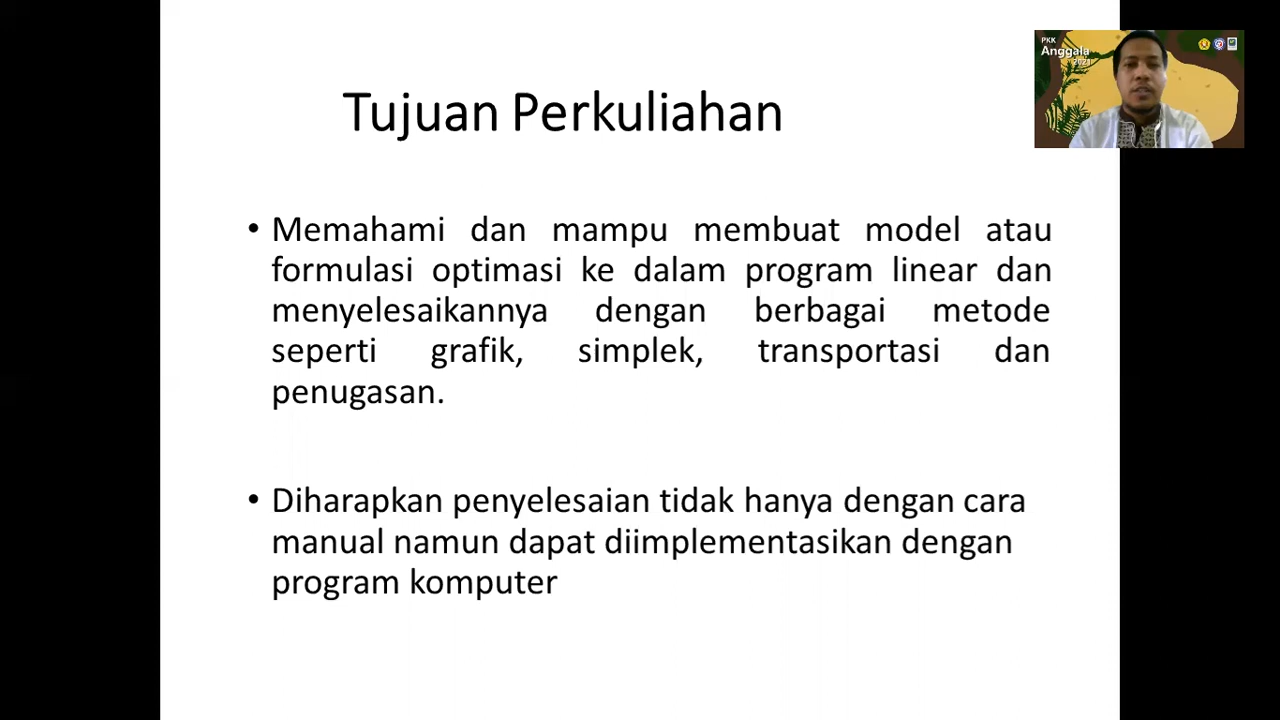 Tujuan Perkuliahan
PKK
Anggala
2023
• Memahami dan mampu membuat model atau
formulasi optimasi ke dalam program linear dan
menyelesaikannya dengan berbagai metode
seperti grafik, simplek, transportasi dan
penugasan.
• Diharapkan penyelesaian tidak hanya dengan cara
manual namun dapat diimplementasikan dengan
program komputer